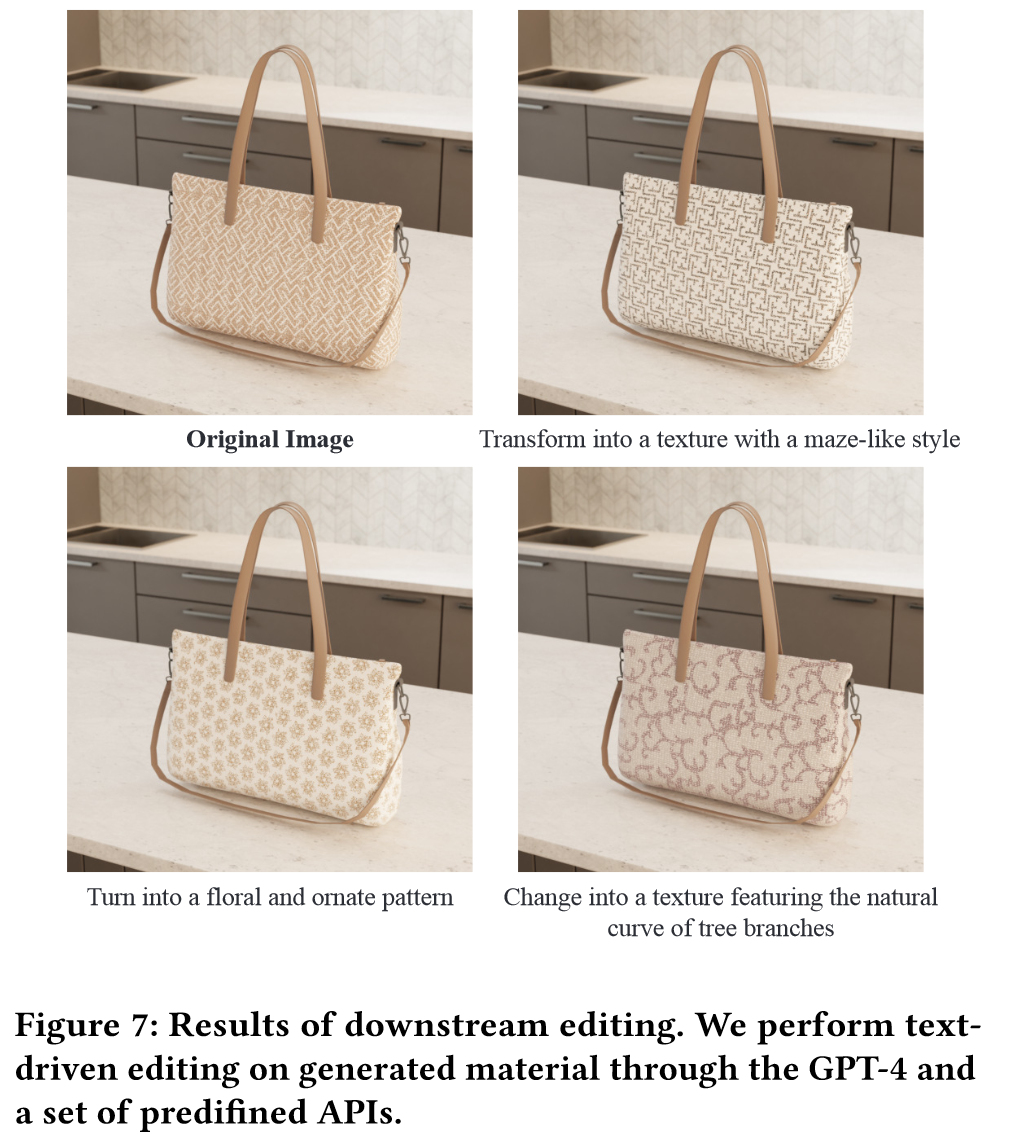 Original Image
Transform into a texture with a maze-like style
Turn into a floral and ornate pattern
Change into a texture featuring the natural
curve of tree branches
Figure 7: Results of downstream editing. We perform text-
driven editing on generated material through the GPT-4 and
a set of predifined APIs.